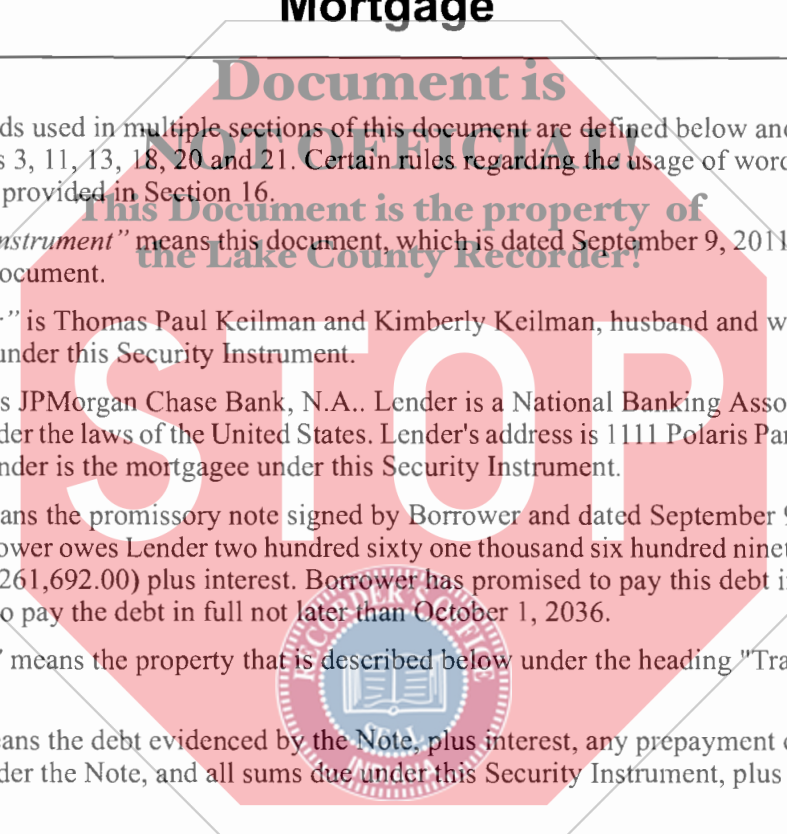 Mortgage
Document is
ds used in multiple sections of this document are defined below and
NOT OFFICIAL!
s 3, 11, 13, 18, 20 and 21. Certain rules regarding the usage of word
provided in Section 16.
This Document is the property of
nstrument” means this document, which is dated September 9, 2011
the Lake County Recorder!
ocument.
r” is Thomas Paul Keilman and Kimberly Keilman, husband and w
under this Security Instrument.
STOP
s JPMorgan Chase Bank, N.A.. Lender is a National Banking Asso
der the laws of the United States. Lender's address is 1111 Polaris Par
nder is the mortgagee under this Security Instrument.
ans the promissory note signed by Borrower and dated September 9
ower owes Lender two hundred sixty one thousand six hundred ninet
261,692.00) plus interest. Borrower has promised to pay this debt i
o pay the debt in full not later than October 1, 2036.
RECORDER'S OFFICE
” means the property that is described below under the heading "Tra
SEAL
eans the debt evidenced by the Note, plus interest, any prepayment c
INDIANA
der the Note, and all sums due under this Security Instrument, plus